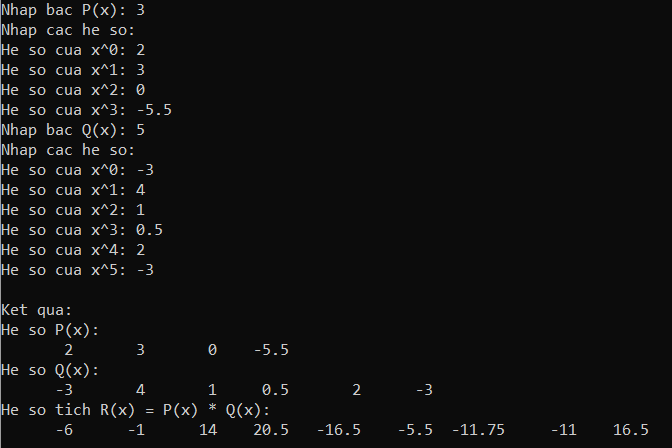 Nhap bac P(x): 3
Nhap cac he so:
He so cua x^0: 2
He so cua x^1: 3
He so cua x^2: 0
He so cua x^3: -5.5
Nhap bac Q(x): 5
Nhap cac he so:
He so cua x^0: -3
He so cua x^1: 4
He so cua x^2: 1
He so cua x^3: 0.5
He so cua x^4: 2
He so cua x^5: -3
Ket qua:
He so P(x):
2 3 0 -5.5
He so Q(x):
-3 4 1 0.5 2 -3
He so tich R(x) = P(x) * Q(x):
-6 -1 14 20.5 -16.5 -5.5 -11.75 -11 16.5